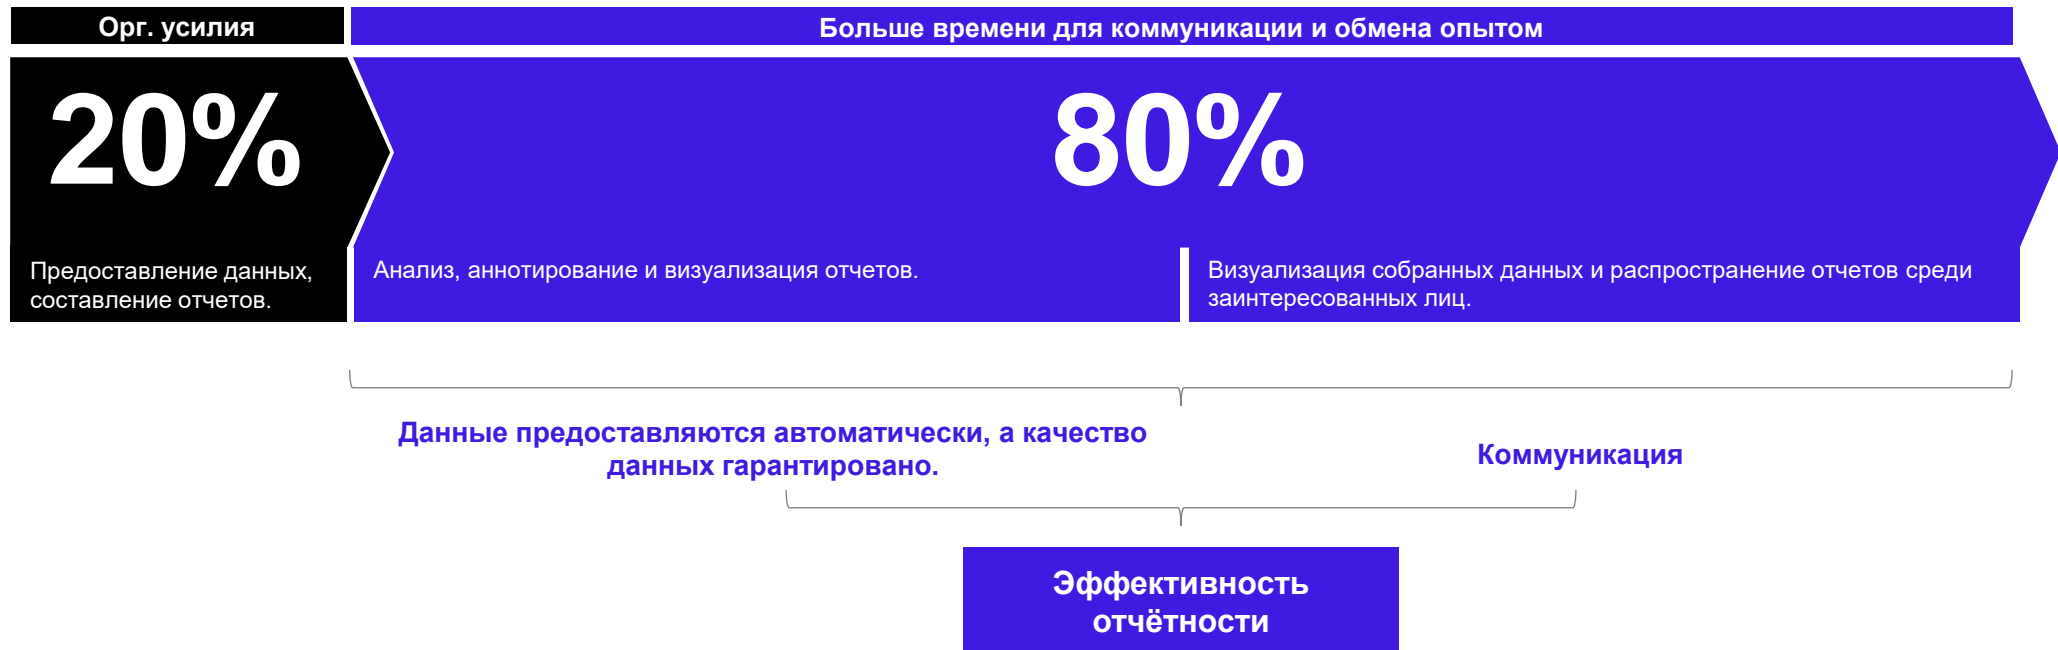 Орг. усилия
Больше времени для коммуникации и обмена опытом
20%
80%
Предоставление данных,
составление отчетов.
Анализ, аннотирование и визуализация отчетов.
Визуализация собранных данных и распространение отчетов среди
заинтересованных лиц.
Данные предоставляются автоматически, а качество
данных гарантировано.
Коммуникация
Эффективность
отчётности